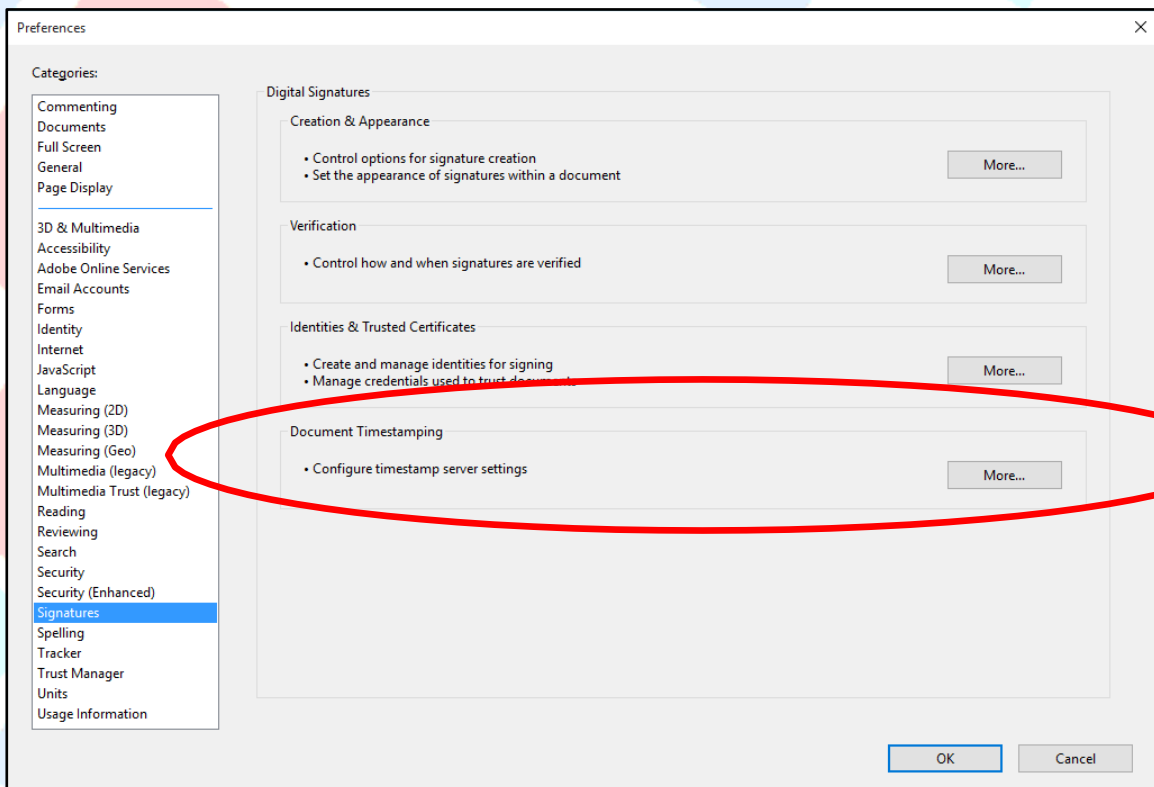 Preferences
Categories:
Commenting
Documents
Full Screen
General
Page Display
3D & Multimedia
Accessibility
Adobe Online Services
Email Accounts
Forms
Identity
Internet
JavaScript
Language
Measuring (2D)
Measuring (3D)
Measuring (Geo)
Multimedia (legacy)
Multimedia Trust (legacy)
Reading
Reviewing
Search
Security
Security (Enhanced)
Signatures
Spelling
Tracker
Trust Manager
Units
Usage Information
Digital Signatures
Creation & Appearance
• Control options for signature creation
• Set the appearance of signatures within a document
More...
Verification
• Control how and when signatures are verified
More...
Identities & Trusted Certificates
• Create and manage identities for signing
• Manage credentials used to trust documents
More...
Document Timestamping
• Configure timestamp server settings
More...
OK
Cancel